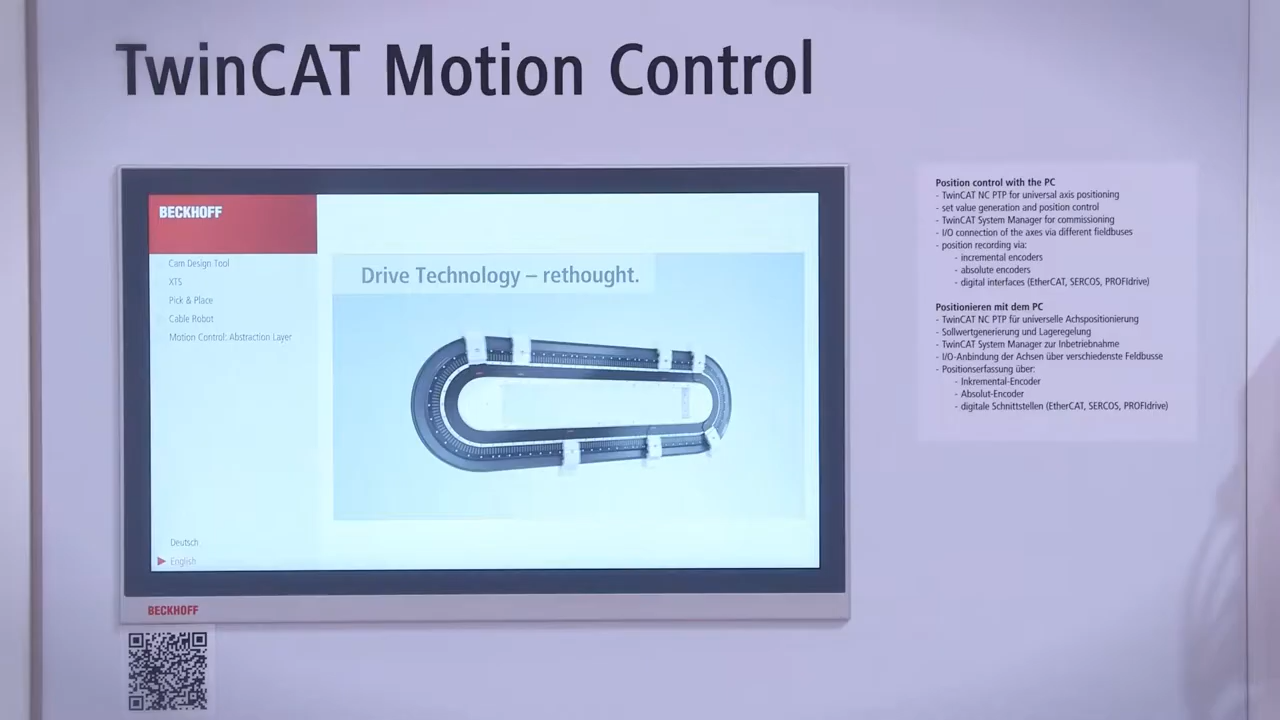 TwinCAT Motion Control
BECKHOFF
Cam Design Tool
XTS
Pick & Place
Cable Robot
Motion Control: Abstraction Layer
Drive Technology – rethought.
Deutsch
English
BECKHOFF
Position control with the PC
- TwinCAT NC PTP for universal axis positioning
- set value generation and position control
- TwinCAT System Manager for commissioning
- I/O connection of the axes via different fieldbuses
- position recording via:
- incremental encoders
- absolute encoders
- digital interfaces (EtherCAT, SERCOS, PROFIdrive)
Positionieren mit dem PC
- TwinCAT NC PTP für universelle Achspositionierung
- Sollwertgenerierung und Lageregelung
- TwinCAT System Manager zur Inbetriebnahme
- I/O-Anbindung der Achsen über verschiedenste Feldbusse
- Positionserfassung über:
- Inkremental-Encoder
- Absolut-Encoder
- digitale Schnittstellen (EtherCAT, SERCOS, PROFIdrive)